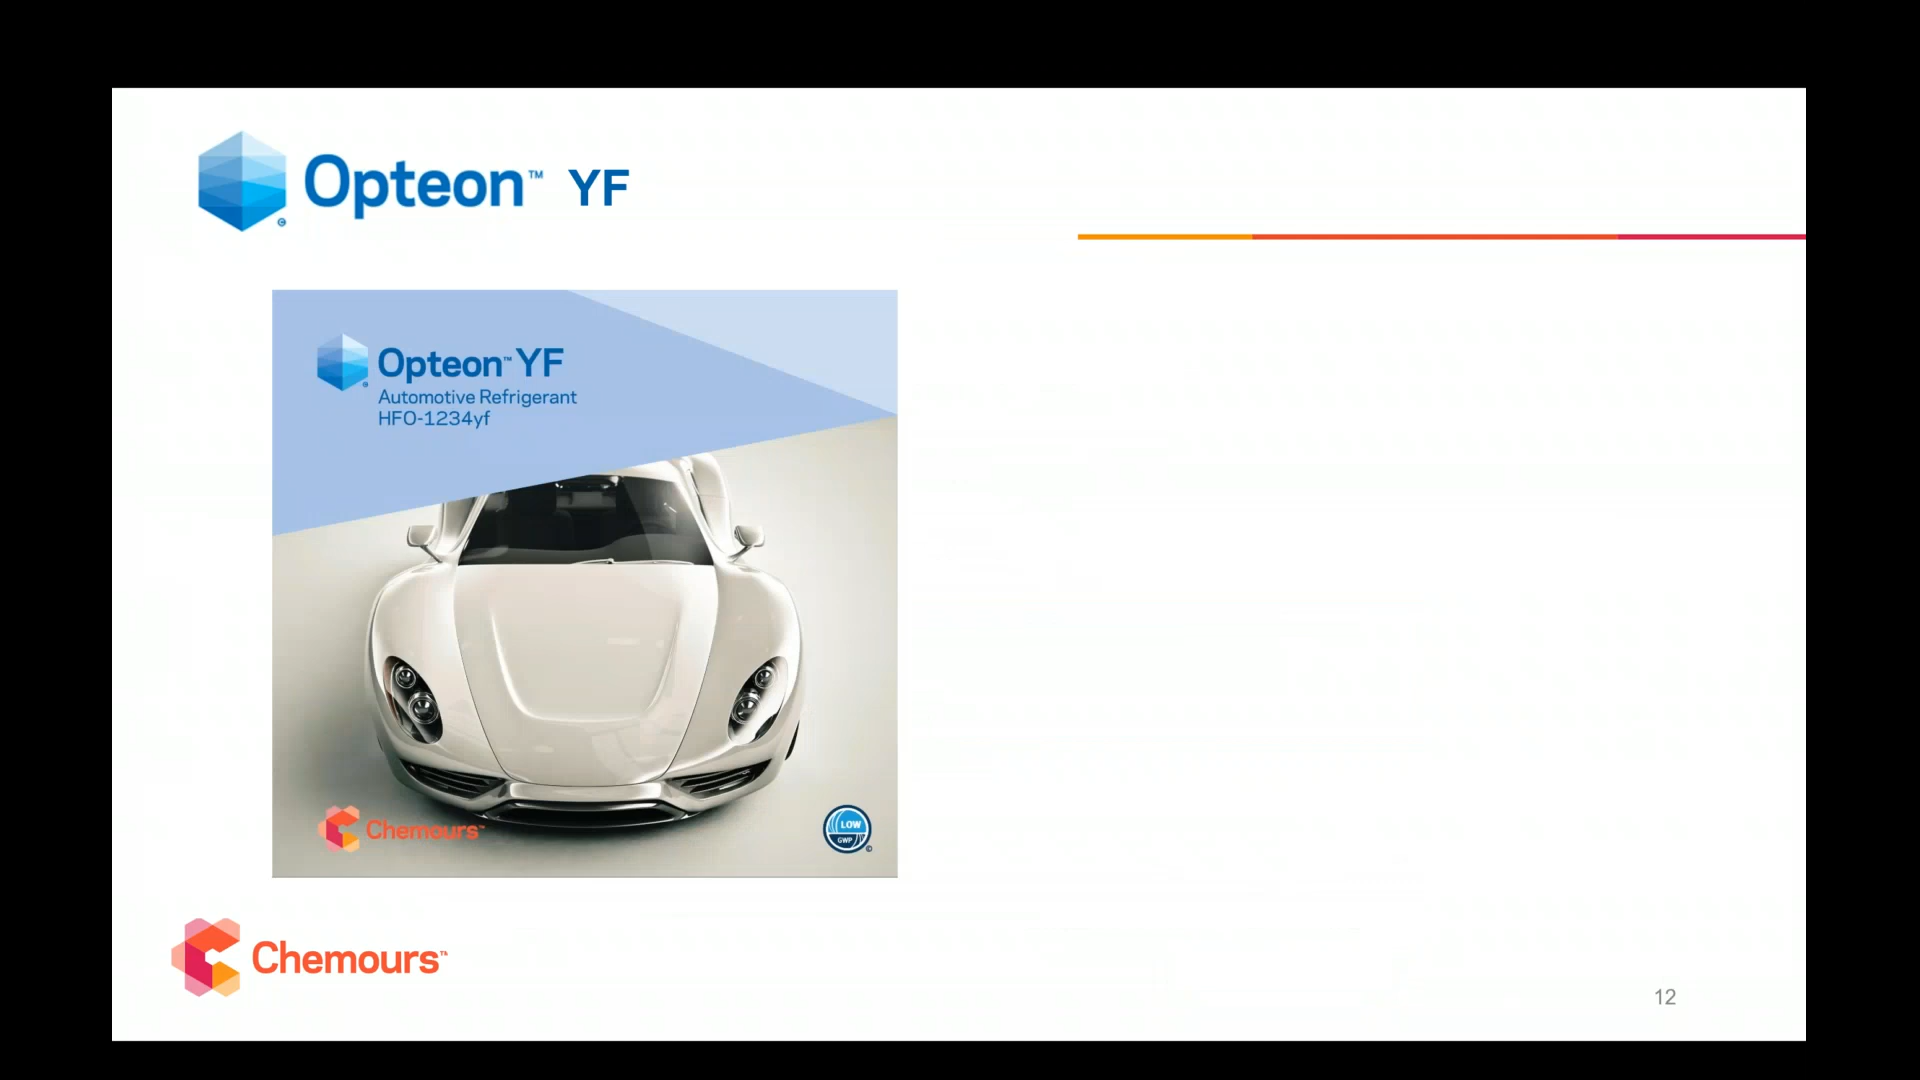 Opteon™ YF
Opteon™ YF
Automotive Refrigerant
HFO-1234yf
Chemours™
LOW
GWP
©
Chemours™
12